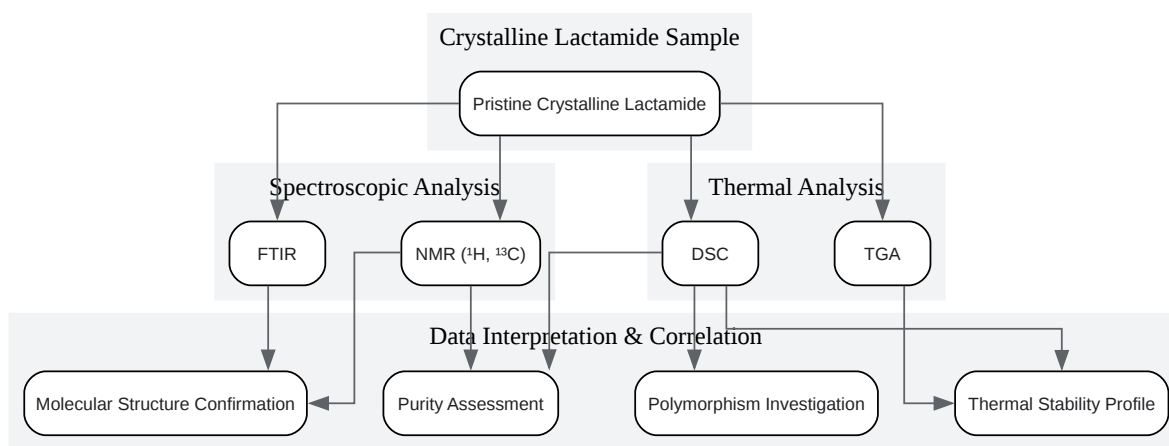 Crystalline Lactamide Sample
Pristine Crystalline Lactamide
Spectroscopic Analysis
Thermal Analysis
FTIR
NMR (¹H, ¹³C)
DSC
TGA
Data Interpretation & Correlation
Molecular Structure Confirmation
Purity Assessment
Polymorphism Investigation
Thermal Stability Profile